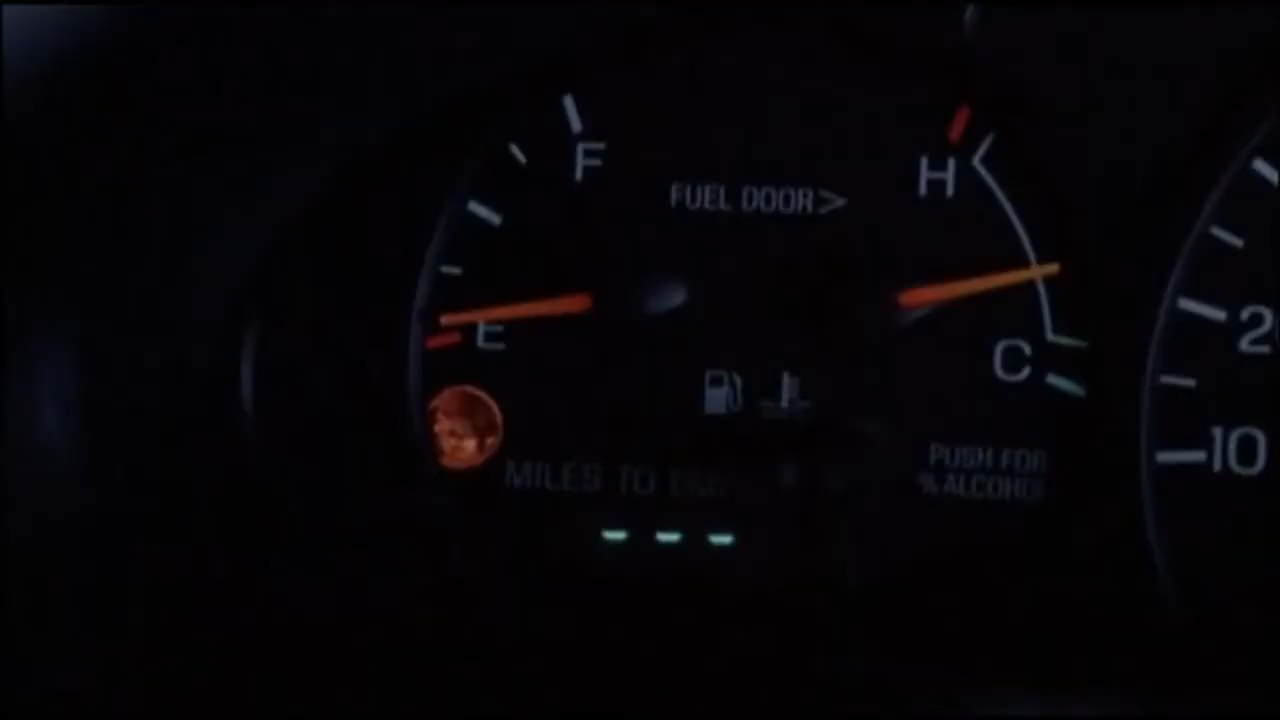 F
H
FUEL DOOR>
E
C
20
10
MILES TO
PUSH FOR
% ALCOHOL
- - -